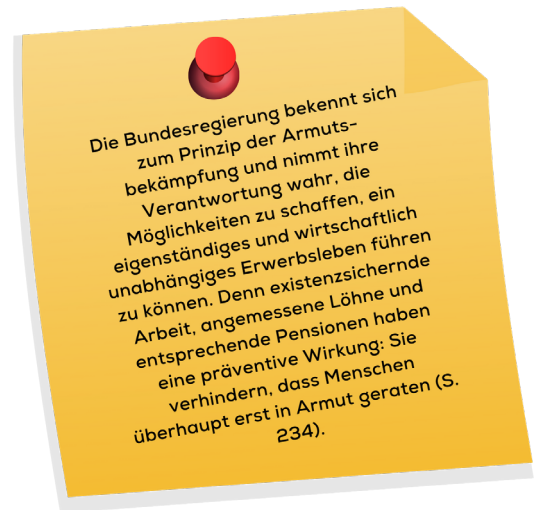 Die Bundesregierung bekennt sich
zum Prinzip der Armuts-
bekämpfung und nimmt ihre
Verantwortung wahr, die
Möglichkeiten zu schaffen, ein
eigenständiges und wirtschaftlich
unabhängiges Erwerbsleben führen
zu können. Denn existenzsichernde
Arbeit, angemessene Löhne und
entsprechende Pensionen haben
eine präventive Wirkung: Sie
verhindern, dass Menschen
überhaupt erst in Armut geraten (S.
234).